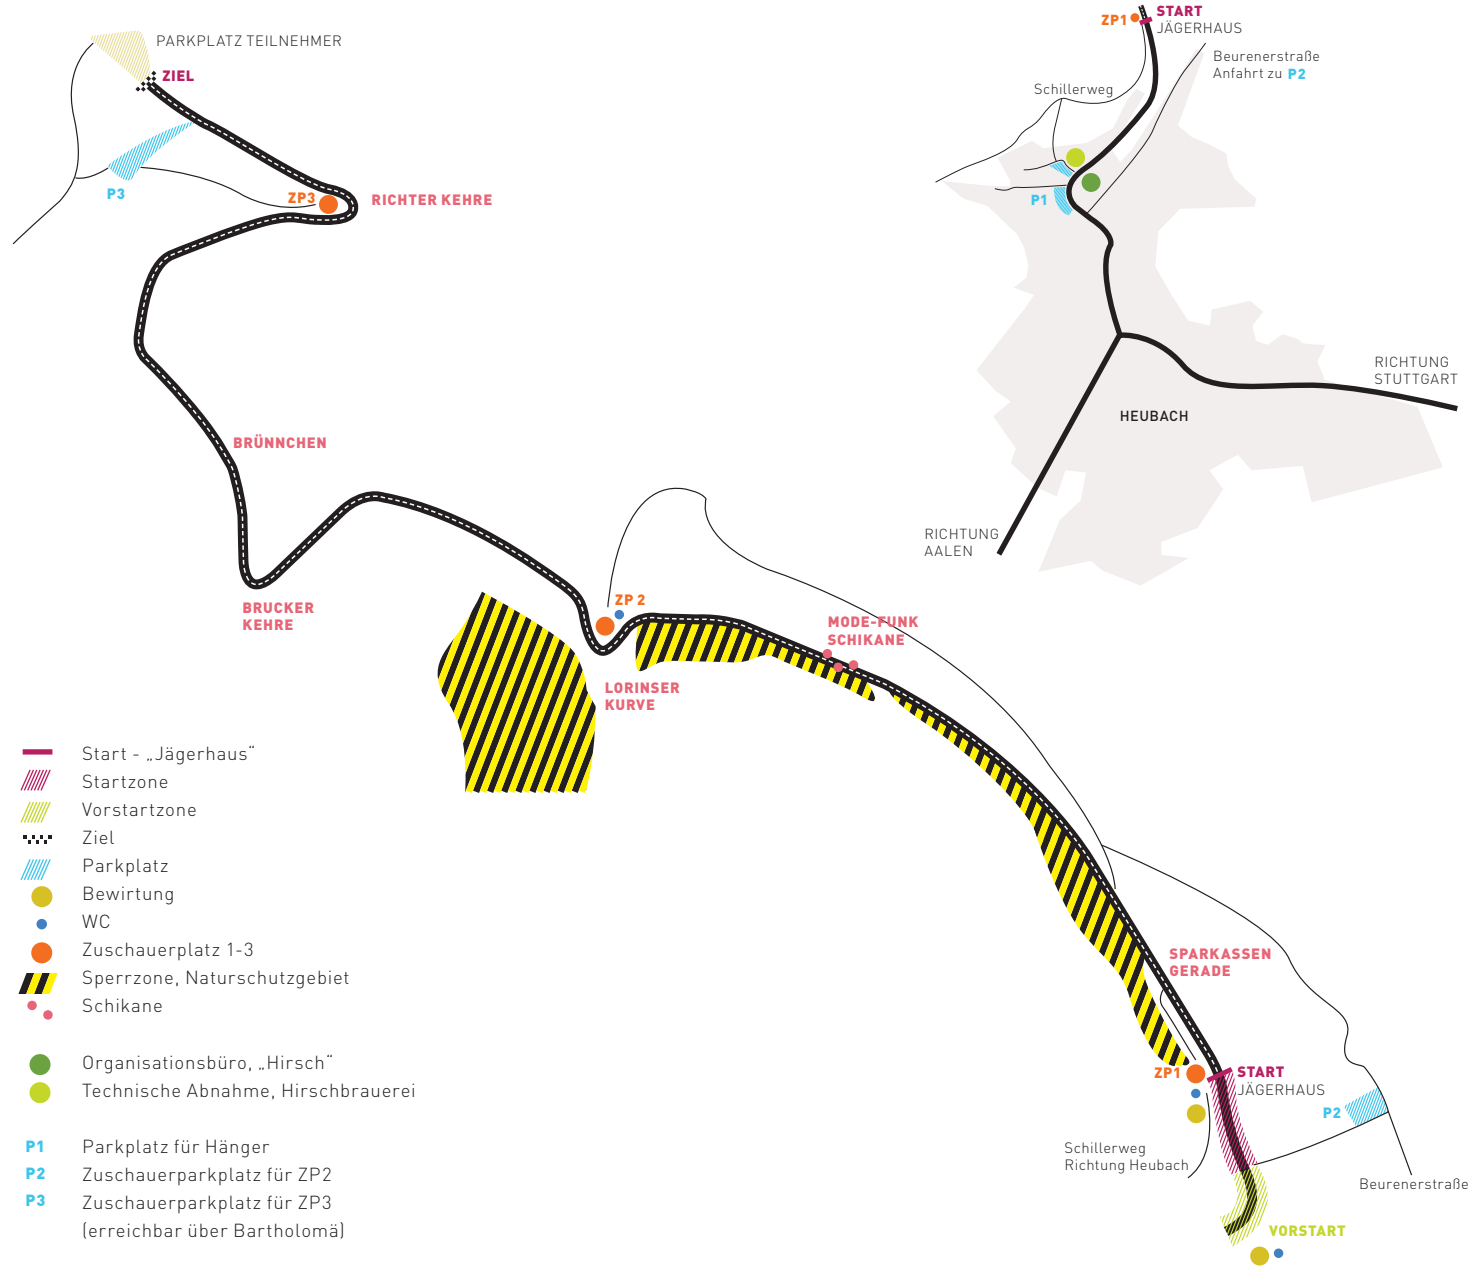 PARKPLATZ TEILNEHMER
ZIEL
P3
ZP3
RICHTER KEHRE
BRÜNNCHEN
BRUCKER
KEHRE
ZP 2
LORINSER
KURVE
MODE-FUNK
SCHIKANE
SPARKASSEN
GERADE
ZP1
START
JÄGERHAUS
P2
Schillerweg
Richtung Heubach
Beurenerstraße
VORSTART
ZP1
START
JÄGERHAUS
Beurenerstraße
Anfahrt zu P2
Schillerweg
P1
RICHTUNG
STUTTGART
HEUBACH
RICHTUNG
AALEN
Start - „Jägerhaus“
Startzone
Vorstartzone
Ziel
Parkplatz
Bewirtung
WC
Zuschauerplatz 1-3
Sperrzone, Naturschutzgebiet
Schikane
Organisationsbüro, „Hirsch“
Technische Abnahme, Hirschbrauerei
P1 Parkplatz für Hänger
P2 Zuschauerparkplatz für ZP2
P3 Zuschauerparkplatz für ZP3
(erreichbar über Bartholomä)